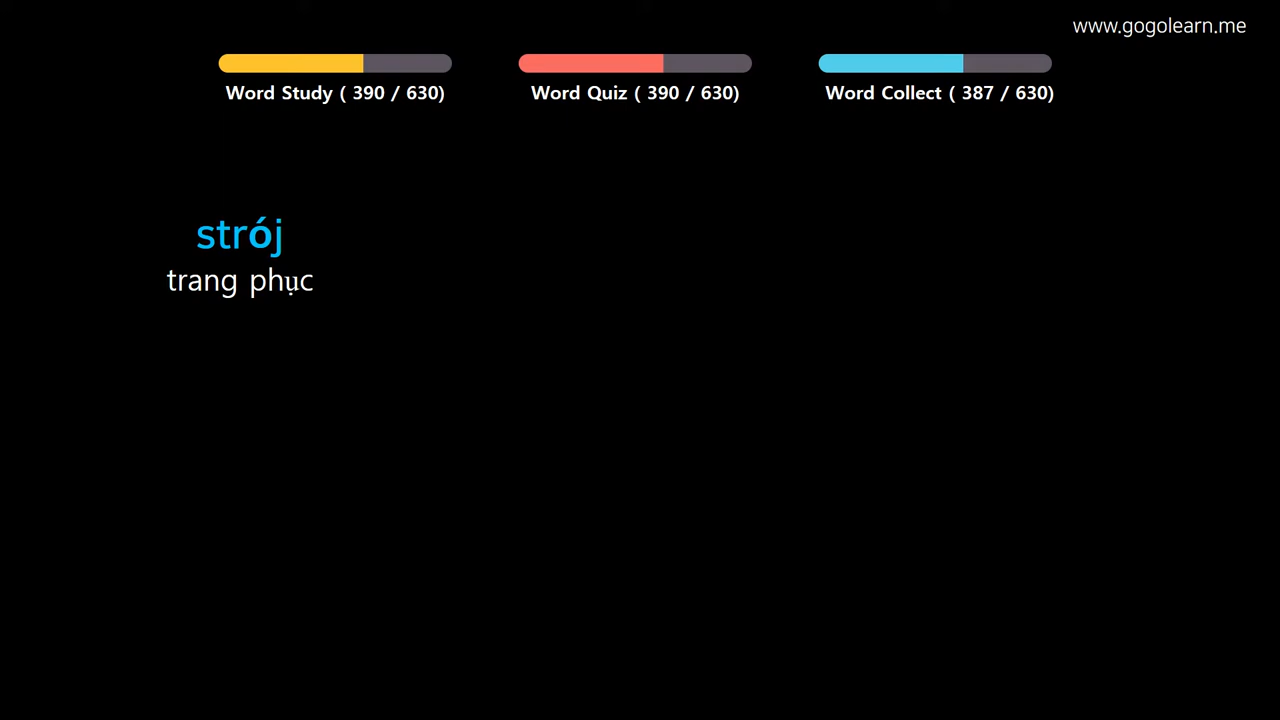 www.gogolearn.me
Word Study ( 390 / 630)
Word Quiz ( 390 / 630)
Word Collect ( 387 / 630)
strój
trang phục